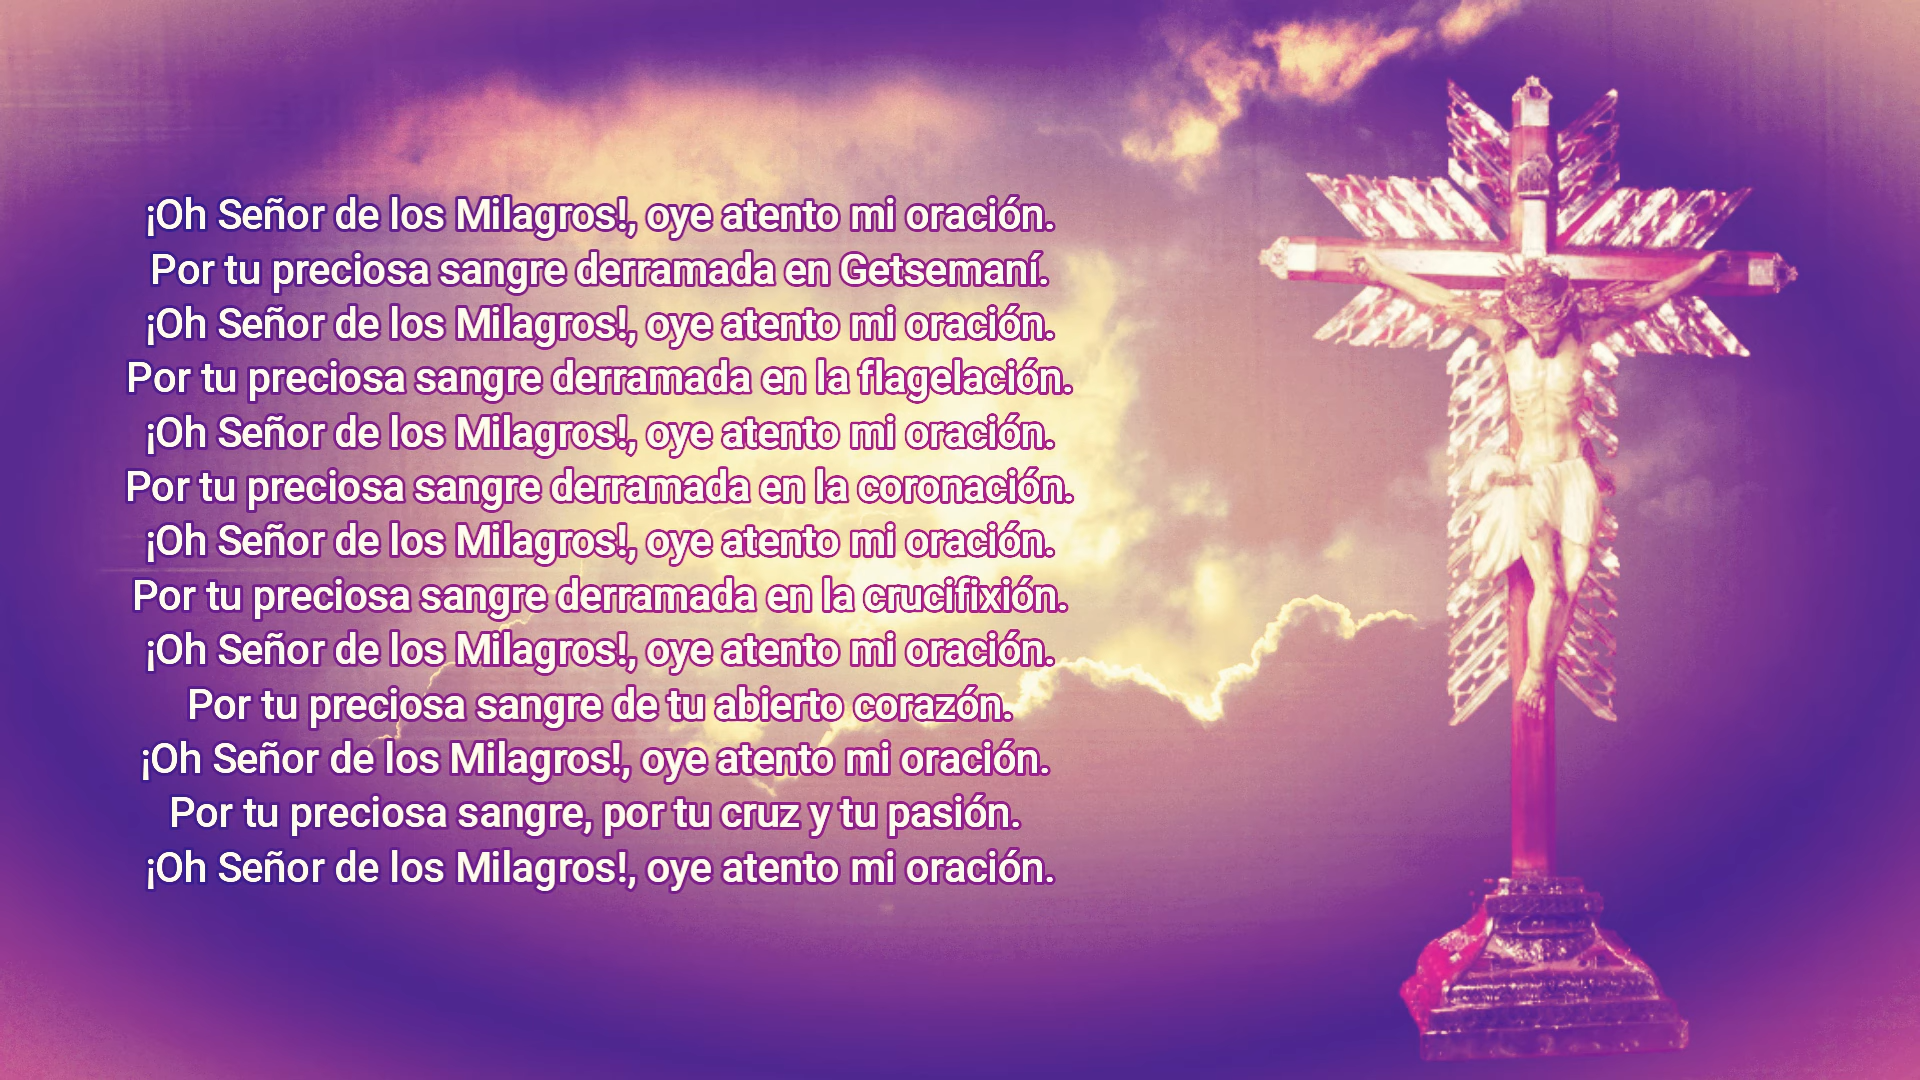 ¡Oh Señor de los Milagros!, oye atento mi oración.
Por tu preciosa sangre derramada en Getsemaní.
¡Oh Señor de los Milagros!, oye atento mi oración.
Por tu preciosa sangre derramada en la flagelación.
¡Oh Señor de los Milagros!, oye atento mi oración.
Por tu preciosa sangre derramada en la coronación.
¡Oh Señor de los Milagros!, oye atento mi oración.
Por tu preciosa sangre derramada en la crucifixión.
¡Oh Señor de los Milagros!, oye atento mi oración.
Por tu preciosa sangre de tu abierto corazón.
¡Oh Señor de los Milagros!, oye atento mi oración.
Por tu preciosa sangre, por tu cruz y tu pasión.
¡Oh Señor de los Milagros!, oye atento mi oración.